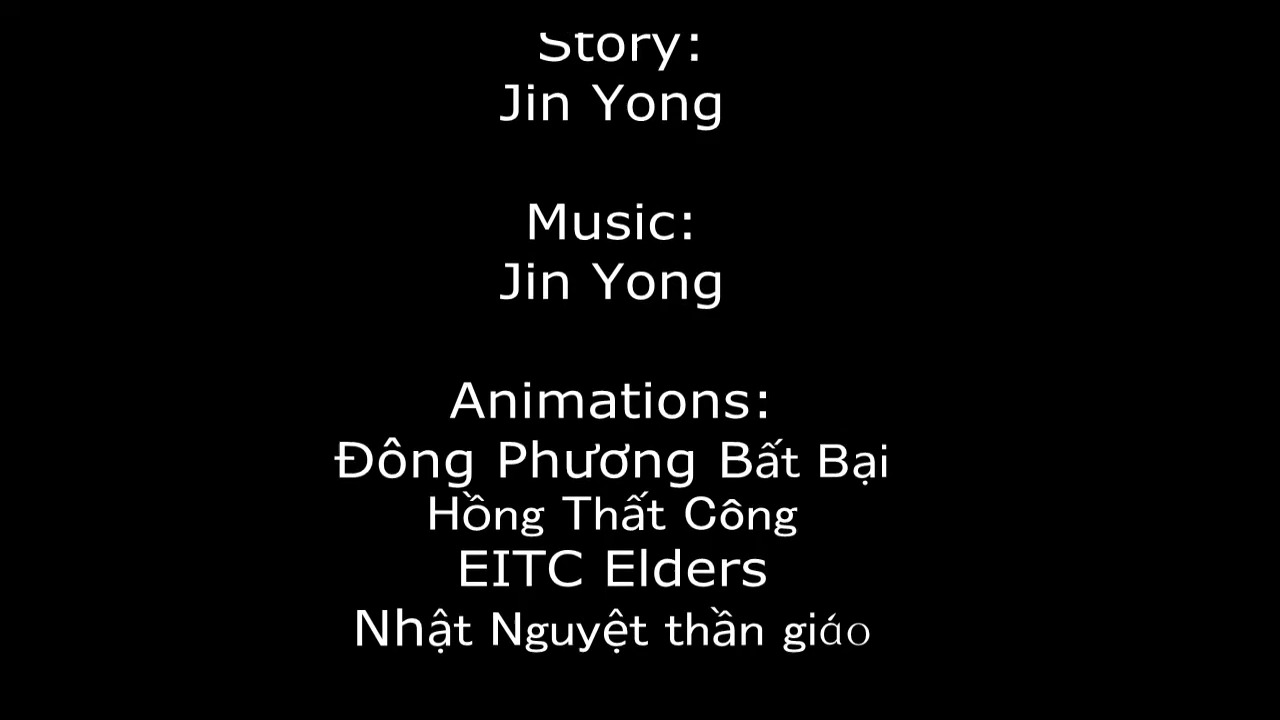 Story:
Jin Yong
Music:
Jin Yong
Animations:
Đông Phương Bất Bại
Hồng Thất Công
EITC Elders
Nhật Nguyệt thần giáo